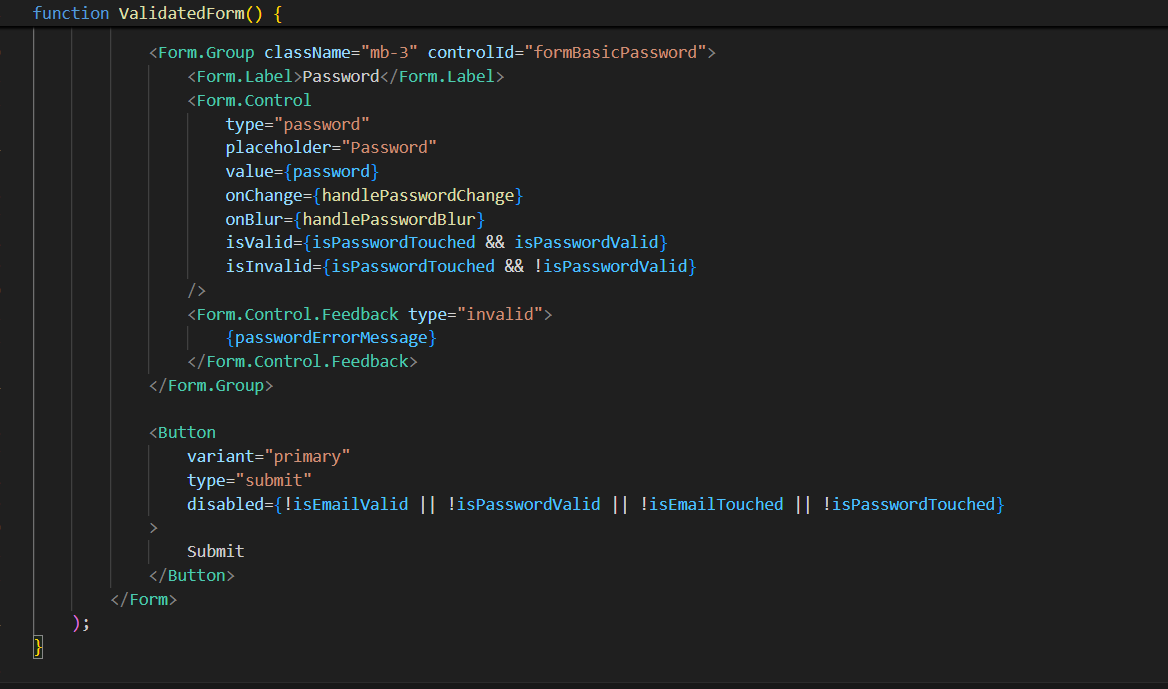 function ValidatedForm() {
<Form.Group className="mb-3" controlId="formBasicPassword">
<Form.Label>Password</Form.Label>
<Form.Control
type="password"
placeholder="Password"
value={password}
onChange={handlePasswordChange}
onBlur={handlePasswordBlur}
isValid={isPasswordTouched && isPasswordValid}
isInvalid={isPasswordTouched && !isPasswordValid}
/>
<Form.Control.Feedback type="invalid">
{passwordErrorMessage}
</Form.Control.Feedback>
</Form.Group>
<Button
variant="primary"
type="submit"
disabled={!isEmailValid || !isPasswordValid || !isEmailTouched || !isPasswordTouched}
>
Submit
</Button>
</Form>
);
}